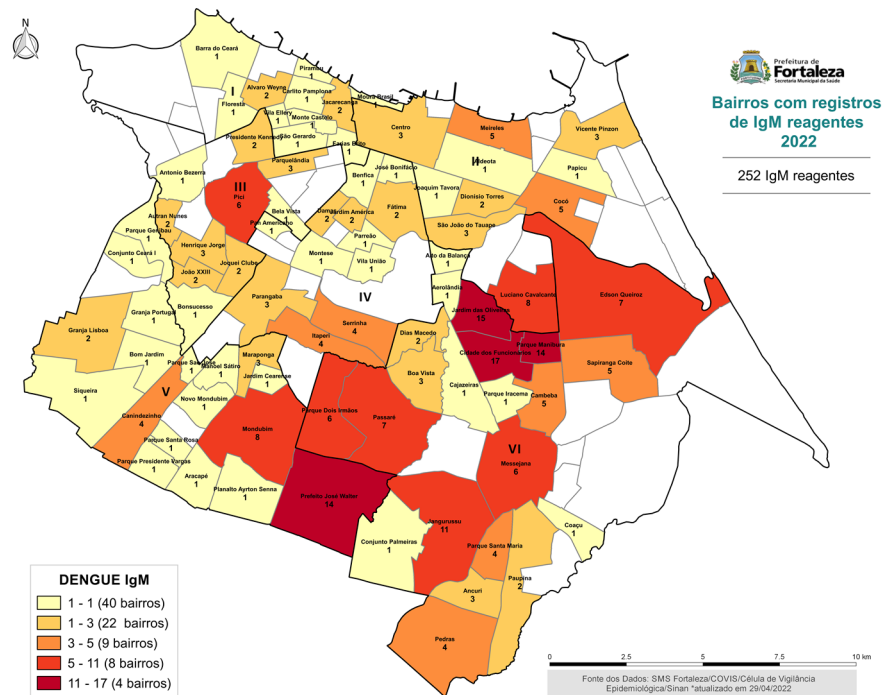 N
Prefeitura de
Fortaleza
Secretaria Municipal da Saúde
Bairros com registros
de IgM reagentes
2022
252 IgM reagentes
Barra do Ceará
1
Pirambu
1
I
Floresta
1
Alvaro Weyne
2
Carlito Pamplona
1
Moura Brasil
1
Jacarecanga
2
Vila Ellery
1
Monte Castelo
1
Presidente Kennedy
2
São Gerardo
1
Farias Brito
1
Centro
3
Meireles
5
Vicente Pinzon
3
II
Aldeota
1
Papicu
1
Parquelândia
3
Antonio Bezerra
1
III
Pici
6
Benfica
1
José Bonifácio
1
Joaquim Tavora
1
Dionísio Torres
2
Cocó
5
Autran Nunes
2
Bela Vista
1
Pan Americano
1
Damas
2
Jardim América
2
Fátima
2
São João do Tauape
3
Parque Genibau
1
Conjunto Ceará I
1
Henrique Jorge
3
João XXIII
2
Joquei Clube
2
Montese
1
Parreão
1
Vila União
1
Alto da Balança
1
Aerolândia
1
Luciano Cavalcante
8
Edson Queiroz
7
Granja Lisboa
2
Granja Portugal
1
Bonsucesso
1
Parangaba
3
IV
Serrinha
4
Itaperi
4
Dias Macedo
2
Jardim das Oliveiras
15
Cidade dos Funcionários
17
Parque Manibura
14
Sapiranga Coite
5
Bom Jardim
1
Siqueira
1
Parque São José
1
Manoel Sátiro
1
Maraponga
3
Jardim Cearense
1
Boa Vista
3
Cajazeiras
1
Parque Iracema
1
Cambeba
5
V
Canindezinho
4
Novo Mondubim
1
Parque Santa Rosa
1
Parque Presidente Vargas
1
Mondubim
8
Parque Dois Irmãos
6
Passaré
7
VI
Messejana
6
Aracapé
1
Planalto Ayrton Senna
1
Prefeito José Walter
14
Jangurussu
11
Conjunto Palmeiras
1
Parque Santa Maria
4
Coaçu
1
Paupina
2
Ancuri
3
Pedras
4
DENGUE IgM
1 - 1 (40 bairros)
1 - 3 (22 bairros)
3 - 5 (9 bairros)
5 - 11 (8 bairros)
11 - 17 (4 bairros)
0 2.5 5 7.5 10 km
Fonte dos Dados: SMS Fortaleza/COVIS/Célula de Vigilância
Epidemiológica/Sinan *atualizado em 29/04/2022